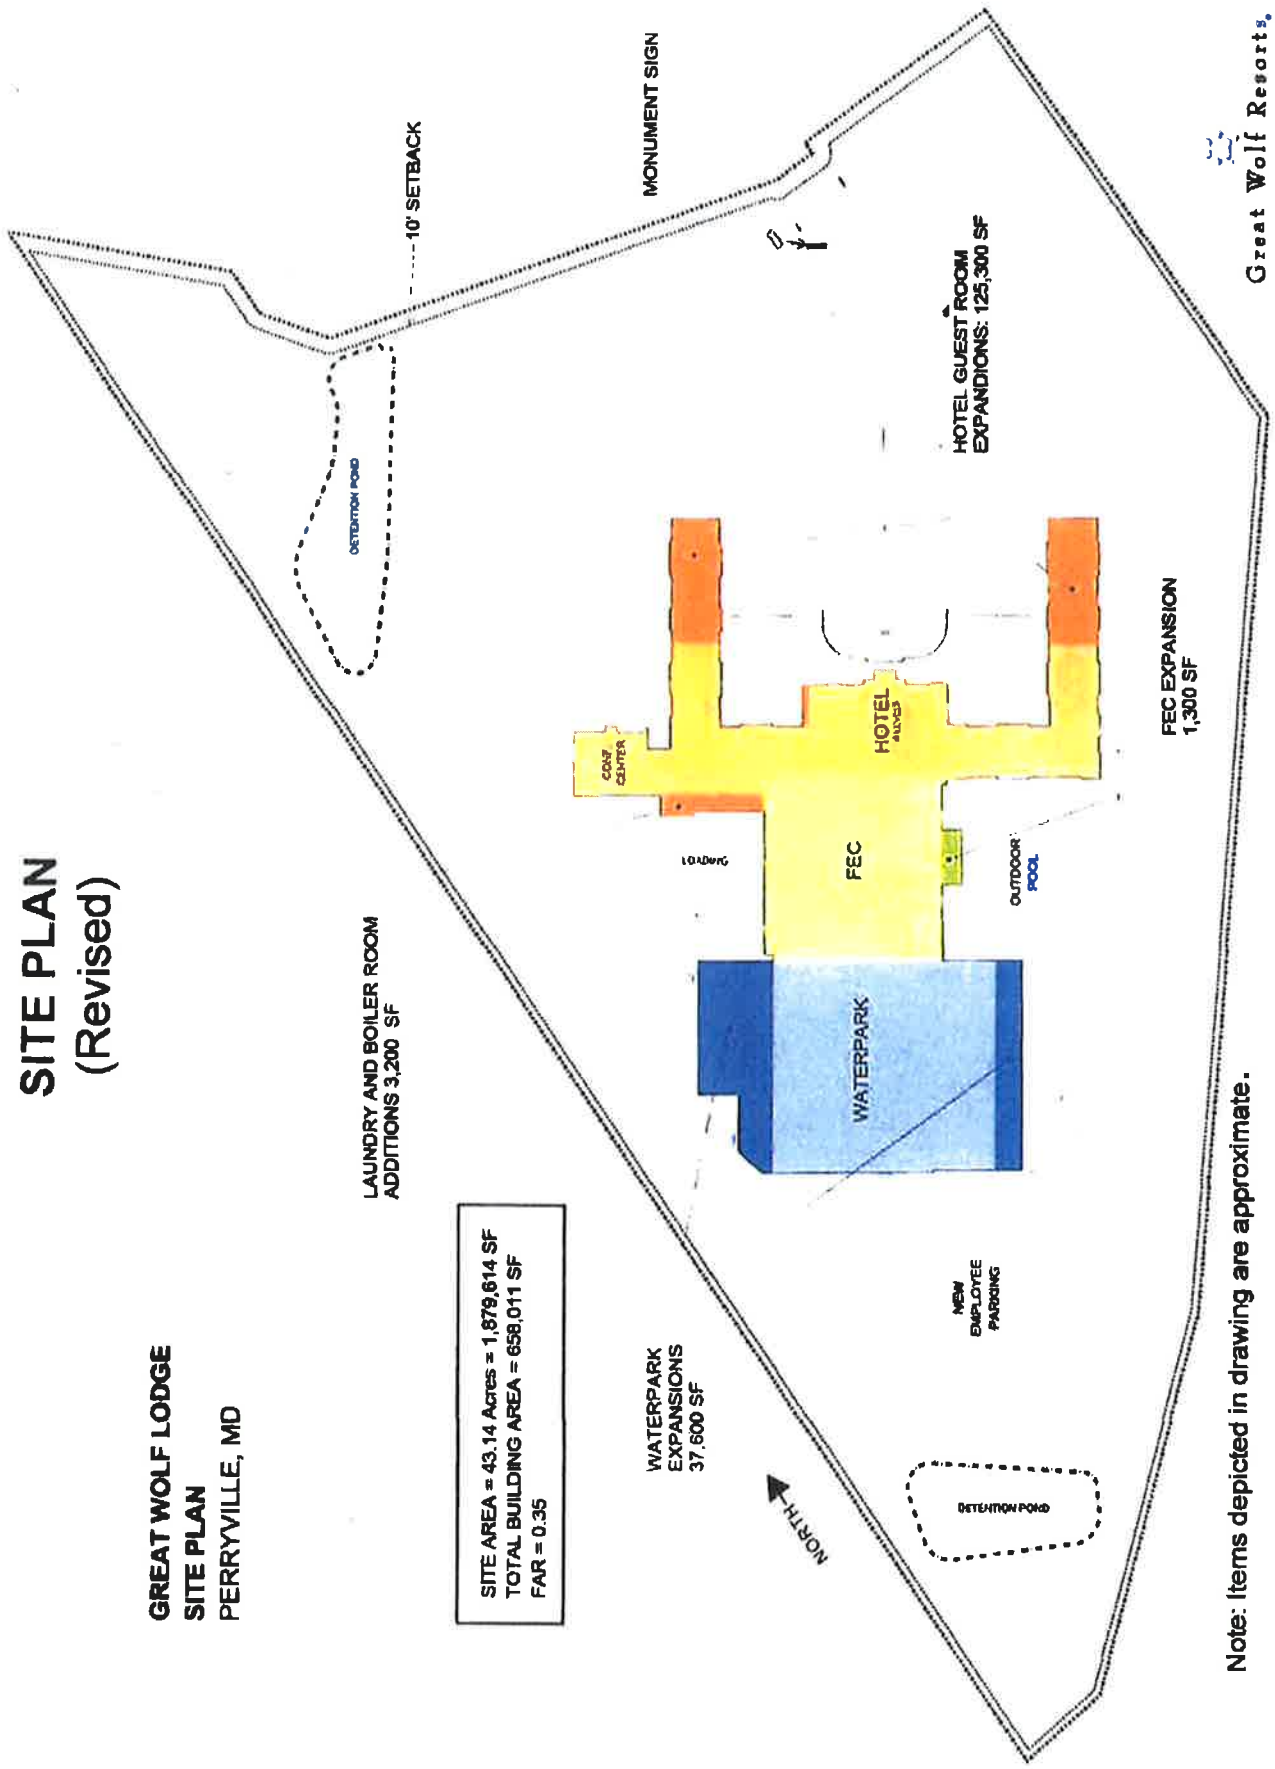 SITE PLAN
(Revised)
GREAT WOLF LODGE
SITE PLAN
PERRYVILLE, MD
SITE AREA = 43.14 Acres = 1,879,614 SF
TOTAL BUILDING AREA = 658,011 SF
FAR = 0.35
LAUNDRY AND BOILER ROOM
ADDITIONS 3,200 SF
10' SETBACK
DETENTION POND
MONUMENT SIGN
WATERPARK
EXPANSIONS
37,600 SF
CONF.
CENTER
LOADING
HOTEL
FEC
WATERPARK
OUTDOOR
POOL
HOTEL GUEST ROOM
EXPANDIONS: 125,300 SF
FEC EXPANSION
1,300 SF
NEW
EMPLOYEE
PARKING
NORTH
DETENTION POND
Note: Items depicted in drawing are approximate.
Great Wolf Resorts.